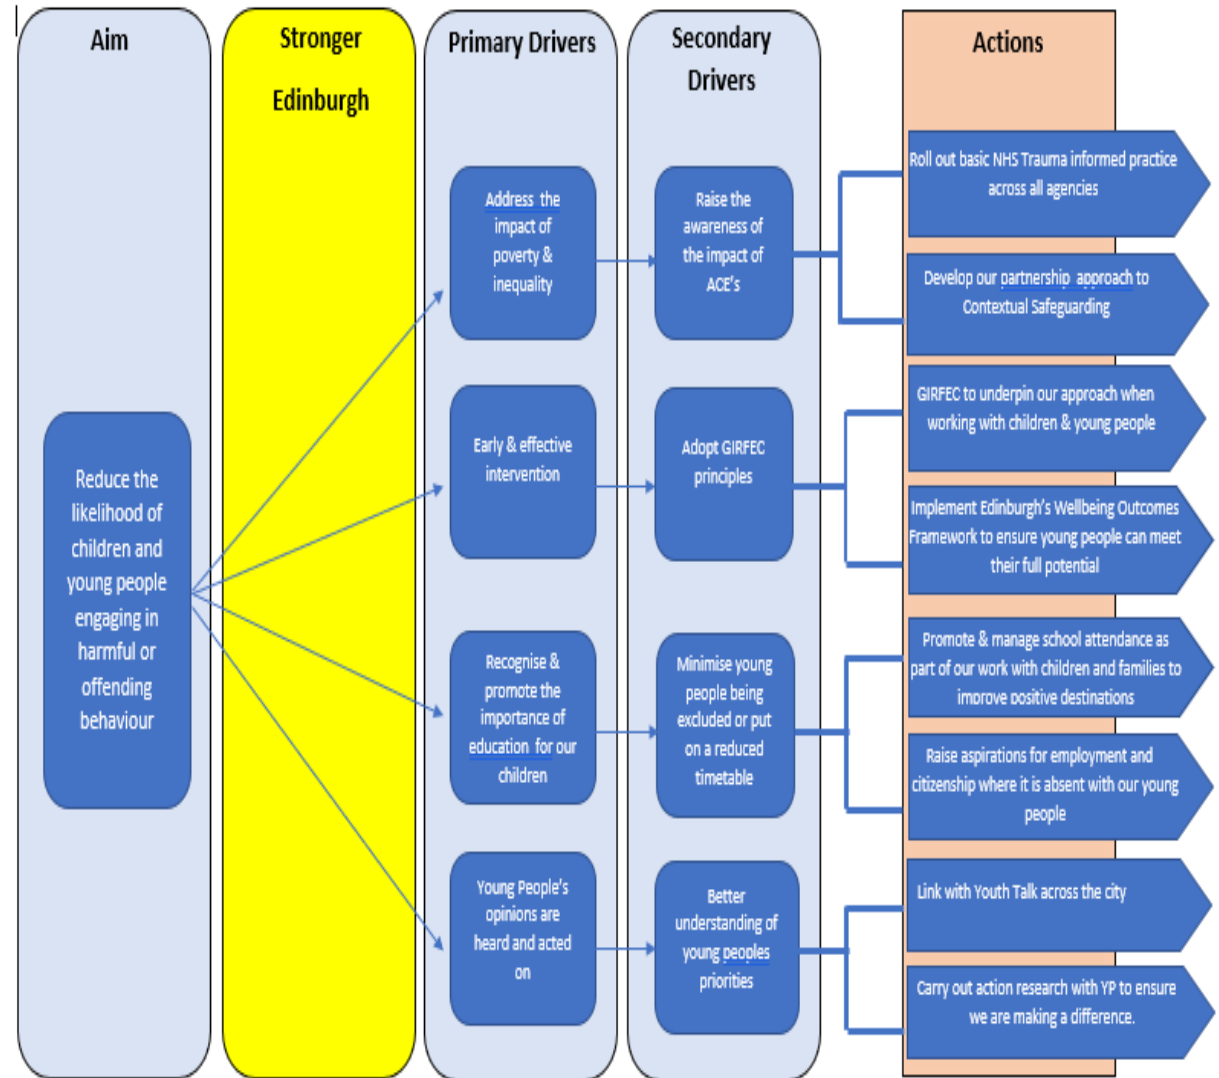 Aim
Stronger
Edinburgh
Primary Drivers
Secondary
Drivers
Actions
Reduce the
likelihood of
children and
young people
engaging in
harmful or
offending
behaviour
Address the
impact of
poverty &
inequality
Raise the
awareness of
the impact of
ACE's
Roll out basic NHS Trauma informed practice
across all agencies
Develop our partnership approach to
Contextual Safeguarding
Early & effective
intervention
Adopt GIRFEC
principles
GIRFEC to underpin our approach when
working with children & young people
Implement Edinburgh's Wellbeing Outcomes
Framework to ensure young people can meet
their full potential
Recognise &
promote the
importance of
education for our
children
Minimise young
people being
excluded or put
on a reduced
timetable
Promote & manage school attendance as
part of our work with children and families to
improve positive destinations
Raise aspirations for employment and
citizenship where it is absent with our young
people
Young People's
opinions are
heard and acted
on
Better
understanding of
young peoples
priorities
Link with Youth Talk across the city
Carry out action research with YP to ensure
we are making a difference.